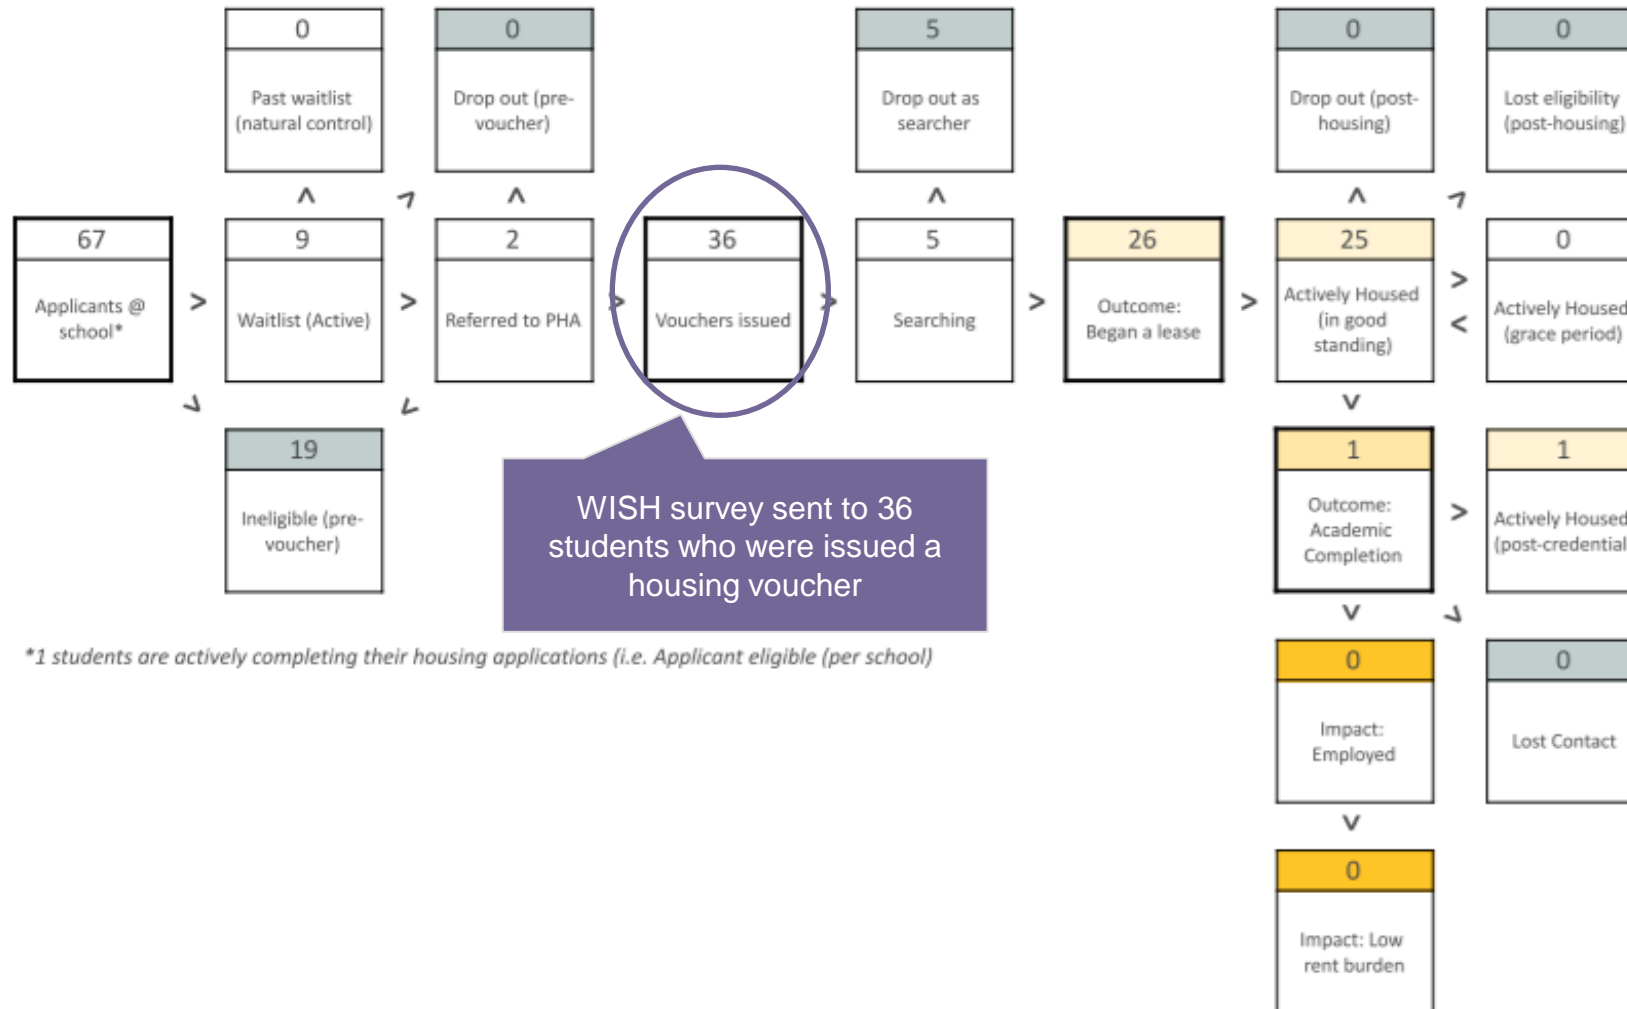 0
Past waitlist
(natural control)
0
Drop out (pre-
voucher)
5
Drop out as
searcher
0
Drop out (post-
housing)
0
Lost eligibility
(post-housing)
67
Applicants @
school*
>
9
Waitlist (Active)
>
2
Referred to PHA
>
36
Vouchers issued
>
5
Searching
>
26
Outcome:
Began a lease
>
25
Actively Housed
(in good
standing)
>
<
0
Actively Housed
(grace period)
19
Ineligible (pre-
voucher)
WISH survey sent to 36
students who were issued a
housing voucher
1
Outcome:
Academic
Completion
>
1
Actively Housed
(post-credential
*1 students are actively completing their housing applications (i.e. Applicant eligible (per school)
0
Impact:
Employed
0
Lost Contact
0
Impact: Low
rent burden